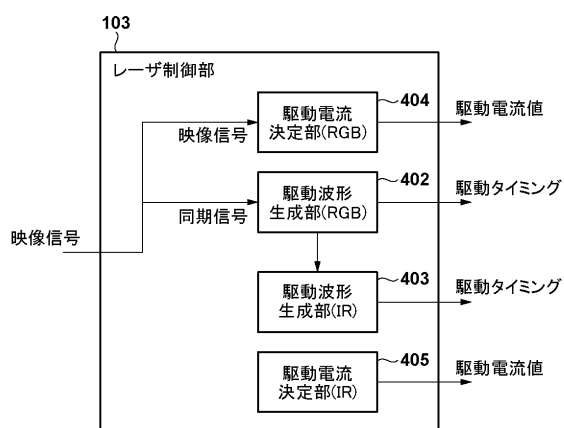 103
レーザ制御部
404
駆動電流
決定部(RGB)
駆動電流値
映像信号
402
駆動波形
生成部(RGB)
駆動タイミング
同期信号
映像信号
403
駆動波形
生成部(IR)
駆動タイミング
405
駆動電流
決定部(IR)
駆動電流値